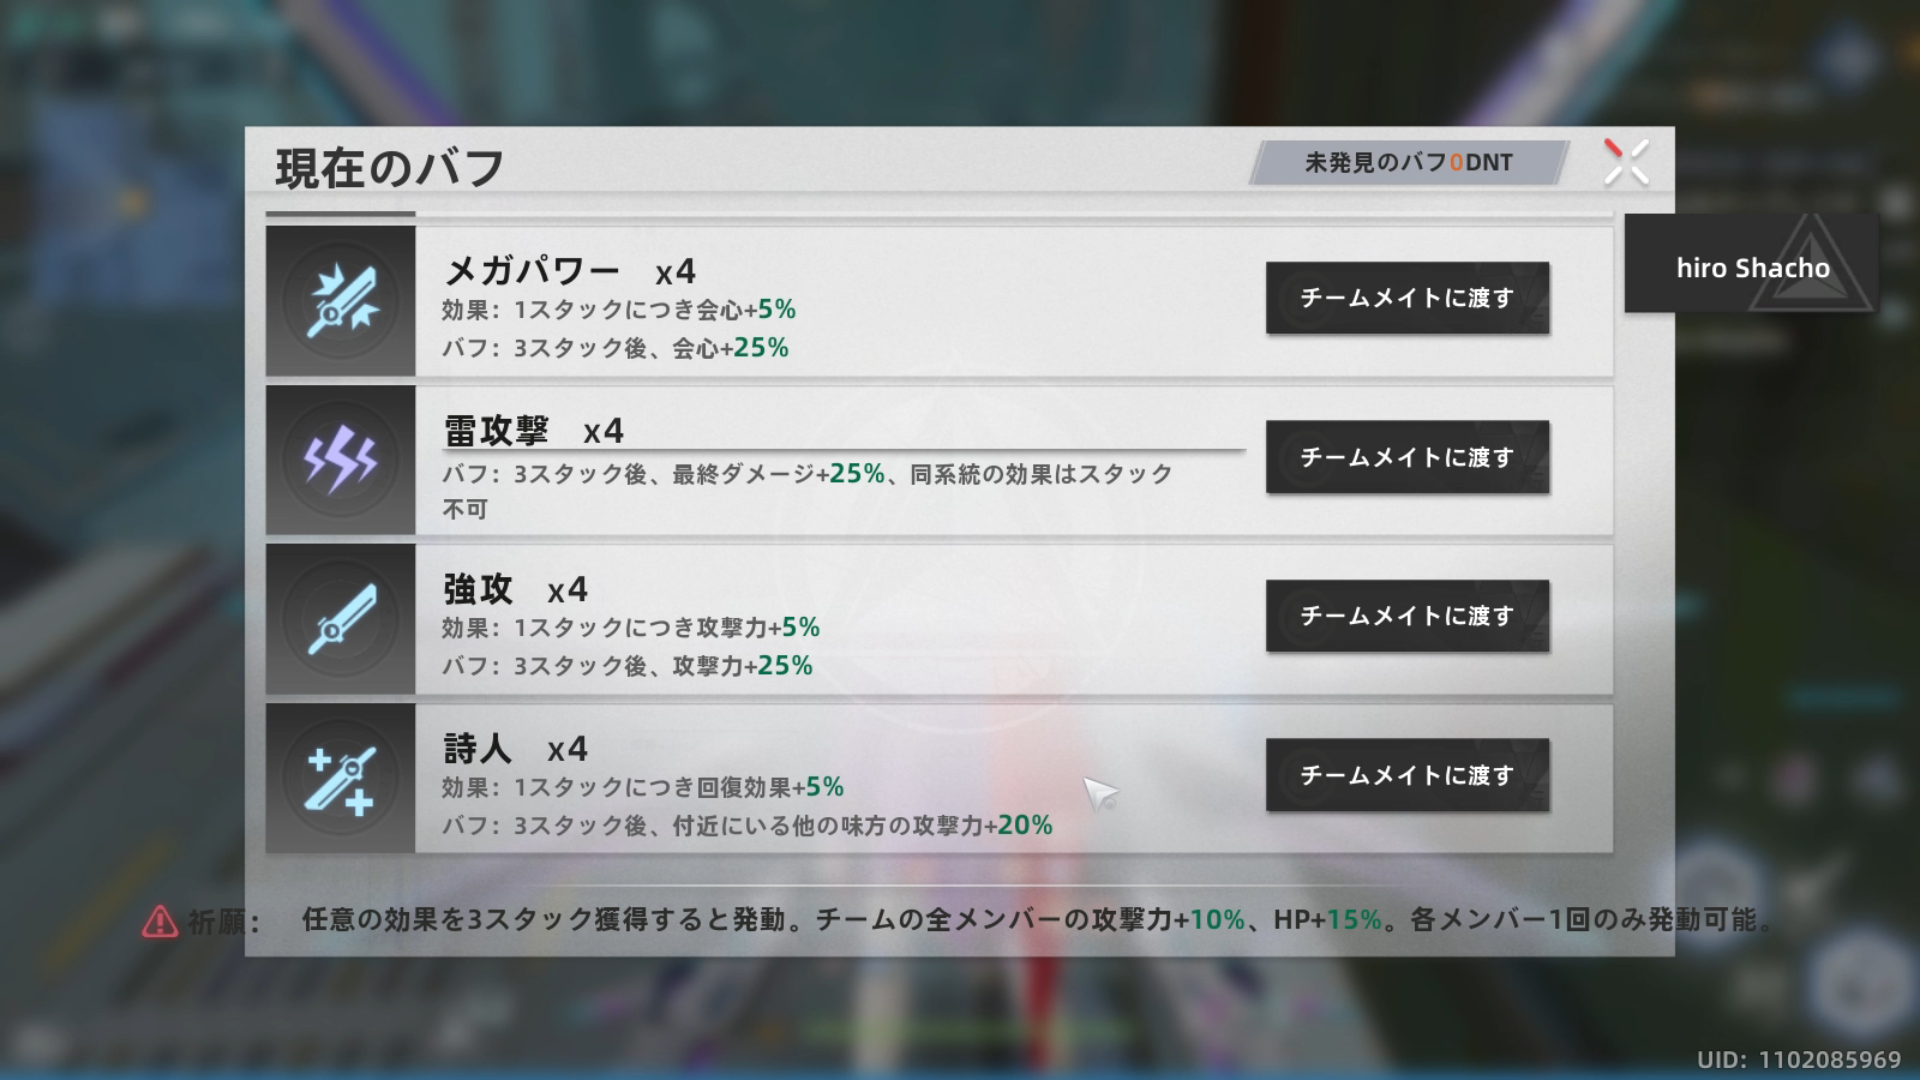 現在のバフ
未発見のバフ0DNT
メガパワー x4
効果：1スタックにつき会心+5%
バフ：3スタック後、会心+25%
チームメイトに渡す
hiro Shacho
雷攻撃 x4
バフ：3スタック後、最終ダメージ+25%、同系統の効果はスタック
不可
チームメイトに渡す
強攻 x4
効果：1スタックにつき攻撃力+5%
バフ：3スタック後、攻撃力+25%
チームメイトに渡す
詩人 x4
効果：1スタックにつき回復効果+5%
バフ：3スタック後、付近にいる他の味方の攻撃力+20%
チームメイトに渡す
祈願： 任意の効果を3スタック獲得すると発動。チームの全メンバーの攻撃力+10%、HP+15%。各メンバー1回のみ発動可能。
UID: 1102085969